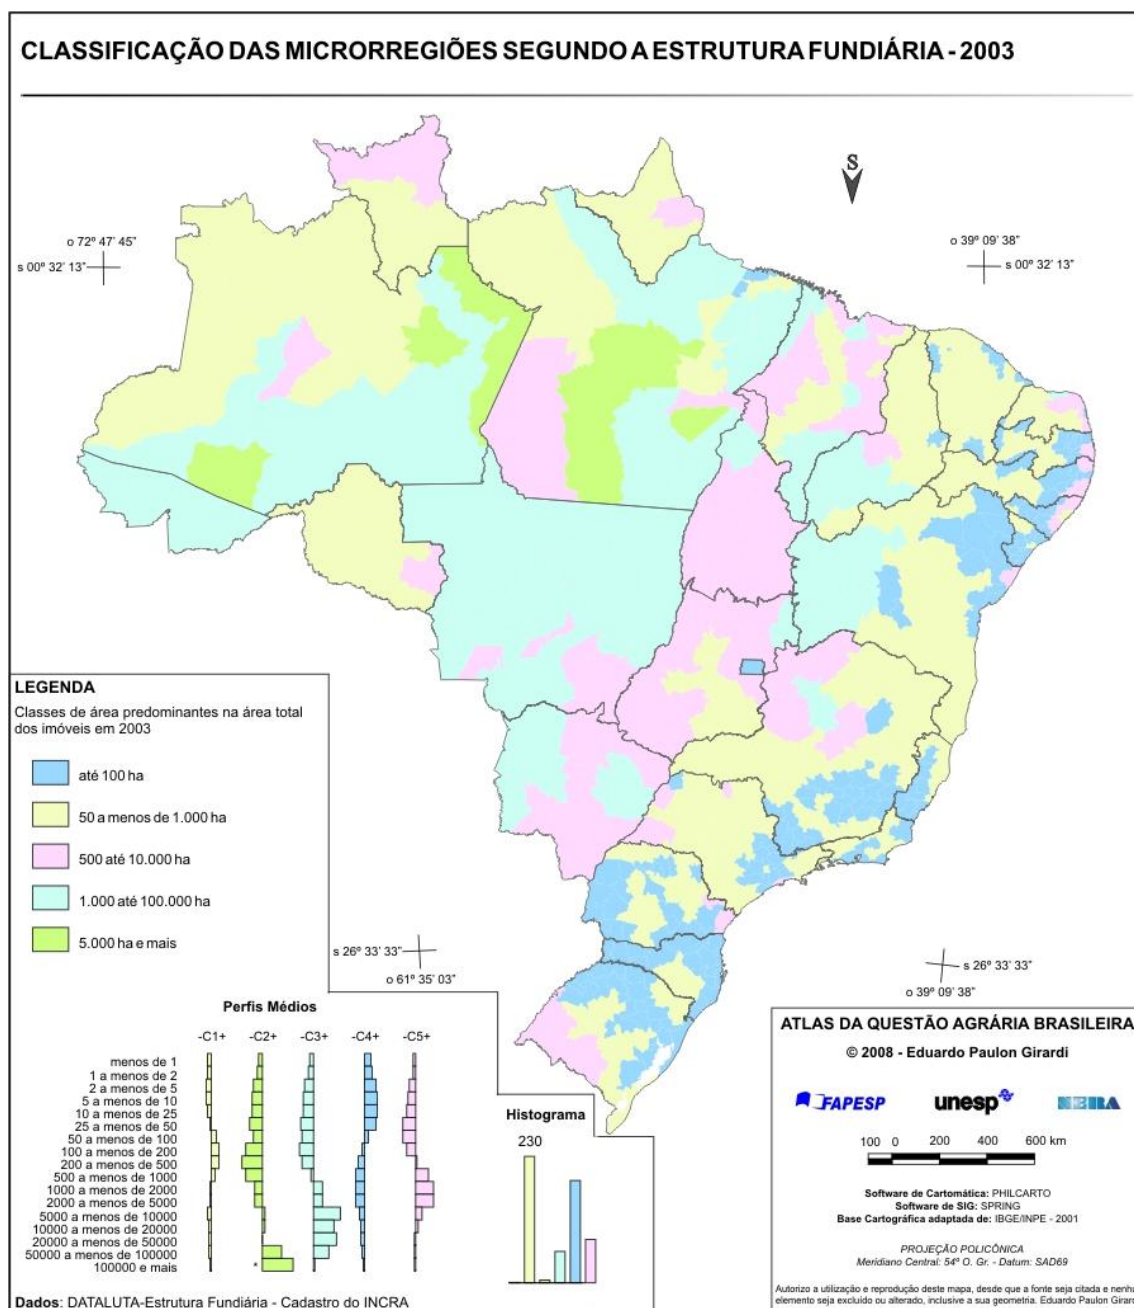 CLASSIFICAÇÃO DAS MICRORREGIÕES SEGUNDO A ESTRUTURA FUNDIÁRIA - 2003
S
o 72º 47' 45"
s 00º 32' 13"
o 39º 09' 38"
s 00º 32' 13"
LEGENDA
Classes de área predominantes na área total
dos imóveis em 2003
até 100 ha
50 a menos de 1.000 ha
500 até 10.000 ha
1.000 até 100.000 ha
5.000 ha e mais
s 26º 33' 33"
o 61º 35' 03"
s 26º 33' 33"
o 39º 09' 38"
Perfis Médios
-C1+ -C2+ -C3+ -C4+ -C5+
menos de 1
1 a menos de 2
2 a menos de 5
5 a menos de 10
10 a menos de 25
25 a menos de 50
50 a menos de 100
100 a menos de 200
200 a menos de 500
500 a menos de 1000
1000 a menos de 2000
2000 a menos de 5000
5000 a menos de 10000
10000 a menos de 20000
20000 a menos de 50000
50000 a menos de 100000
100000 e mais *
Histograma
230
Dados: DATALUTA-Estrutura Fundiária - Cadastro do INCRA
ATLAS DA QUESTÃO AGRÁRIA BRASILEIRA
© 2008 - Eduardo Paulon Girardi
FAPESP unesp NERA
100 0 200 400 600 km
Software de Cartomática: PHILCARTO
Software de SIG: SPRING
Base Cartográfica adaptada de: IBGE/INPE - 2001
PROJEÇÃO POLICÔNICA
Meridiano Central: 54º O. Gr. - Datum: SAD69
Autorizo a utilização e reprodução deste mapa, desde que a fonte seja citada e
elemento seja excluído ou alterado, inclusive a sua geometria. Eduardo Paulon